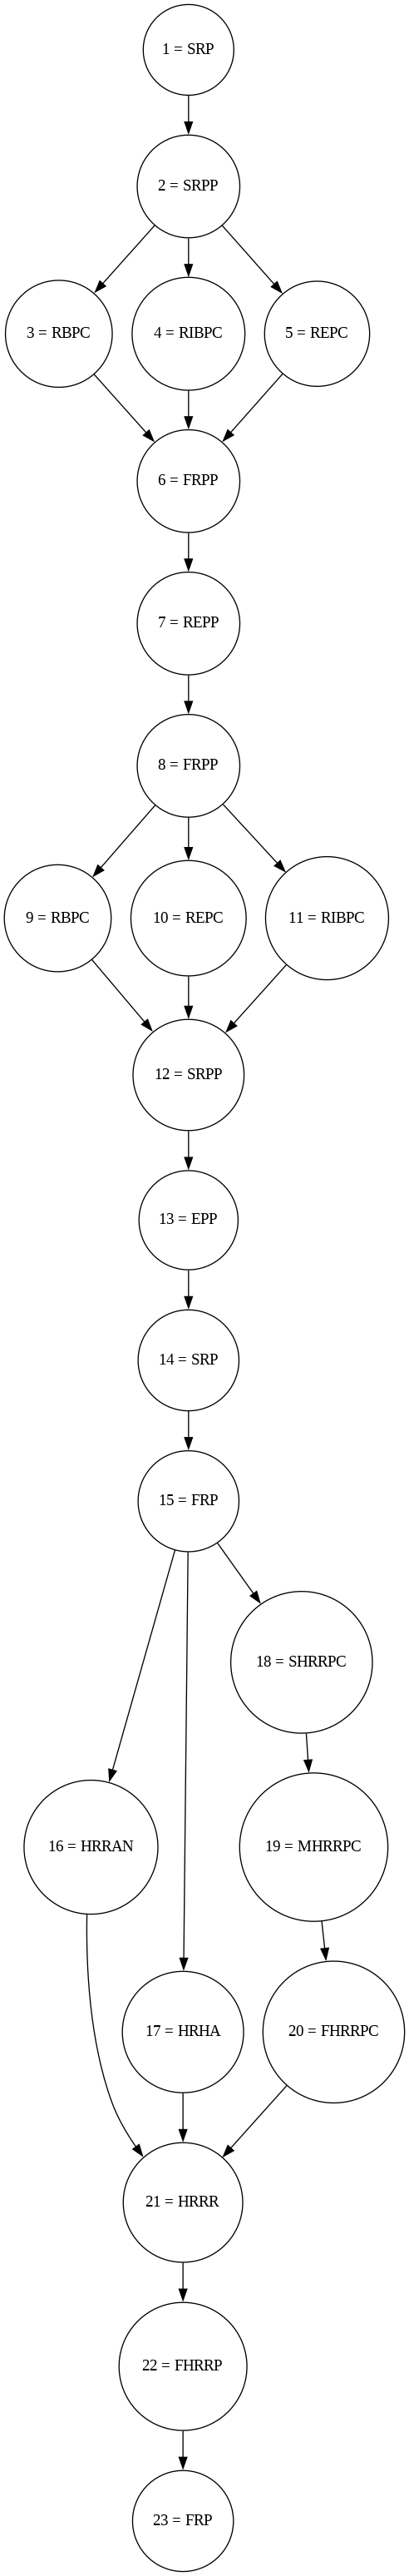 1 = SRP
2 = SRPP
3 = RBPC
4 = RIBPC
5 = REPC
6 = FRPP
7 = REPP
8 = FRPP
9 = RBPC
10 = REPC
11 = RIBPC
12 = SRPP
13 = EPP
14 = SRP
15 = FRP
18 = SHRRPC
16 = HRRAN
19 = MHRRPC
17 = HRHA
20 = FHRRPC
21 = HRRR
22 = FHRRP
23 = FRP